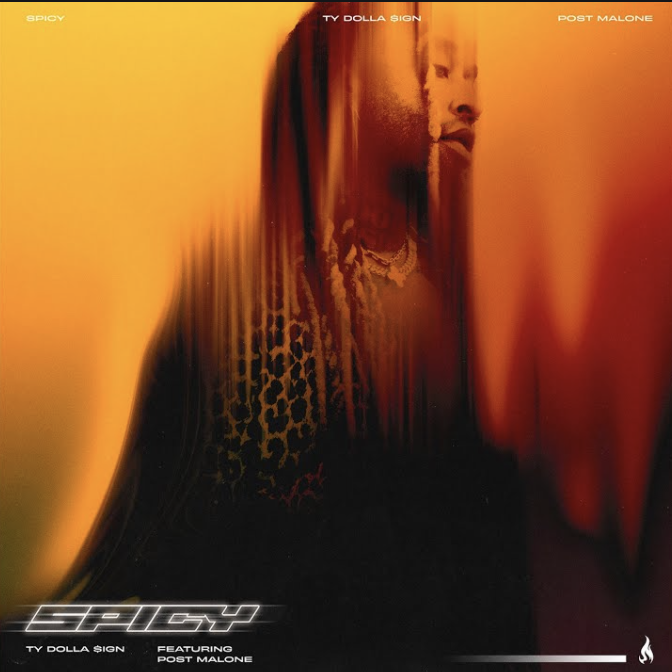 SPICY
TY DOLLA $IGN
POST MALONE
SPICY
TY DOLLA $IGN
FEATURING
POST MALONE